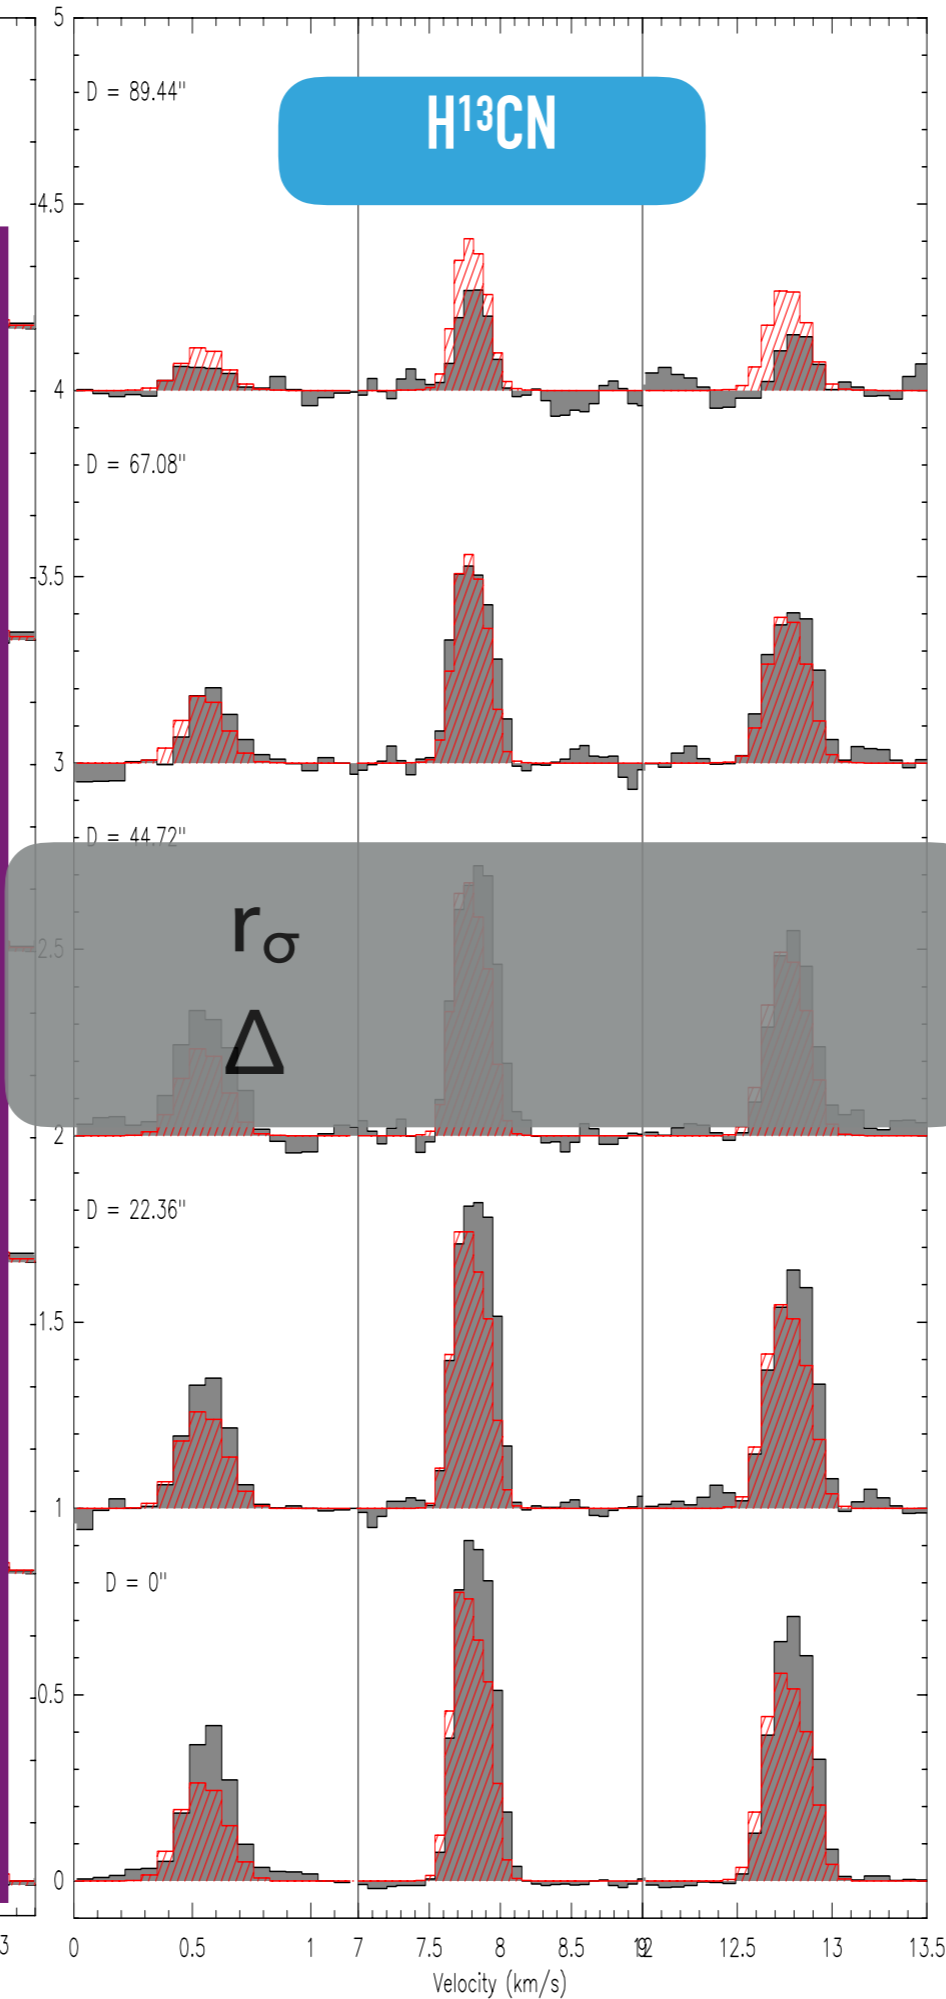 5
D = 89.44"
H¹³CN
4.5
4
D = 67.08"
3.5
3
D = 44.72"
rσ
2.5
Δ
2
D = 22.36"
1.5
1
D = 0"
0.5
0
3 0 0.5 1 7 7.5 8 8.5 9 12 12.5 13 13.5
Velocity (km/s)